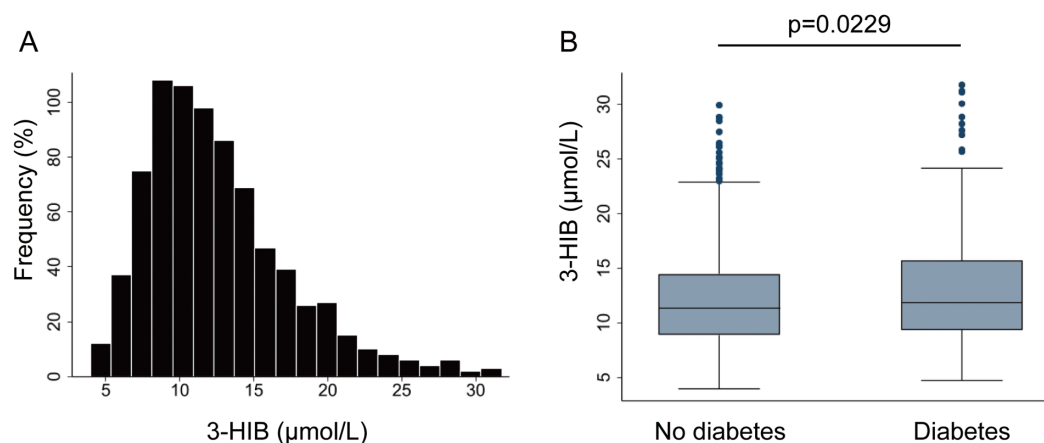 A
Frequency (%)
100
80
60
40
20
0
5
10
15
20
25
30
3-HIB (μmol/L)
B
p=0.0229
3-HIB (μmol/L)
30
25
20
15
10
5
No diabetes
Diabetes